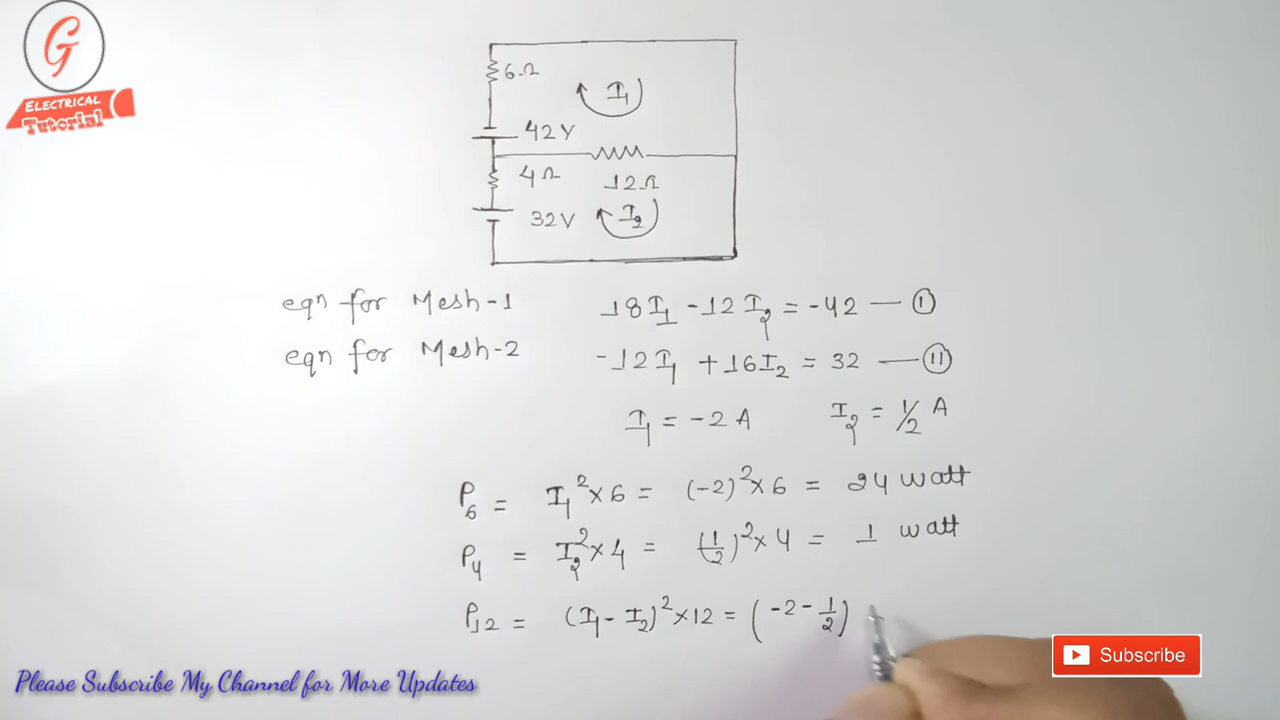 G
ELECTRICAL
Tutorial
6Ω
I₁
42V
4Ω
12Ω
32V
I₂
eqn for Mesh-1 18I₁ -12I₂ = -42 — Ⓘ
eqn for Mesh-2 -12I₁ +16I₂ = 32 — (II)
I₁ = -2 A I₂ = 1/2 A
P₆ = I₁²×6 = (-2)²×6 = 24 watt
P₄ = I₂²×4 = (1/2)²×4 = 1 watt
P₁₂ = (I₁-I₂)²×12 = (-2-1/2)
Subscribe
Please Subscribe My Channel for More Updates